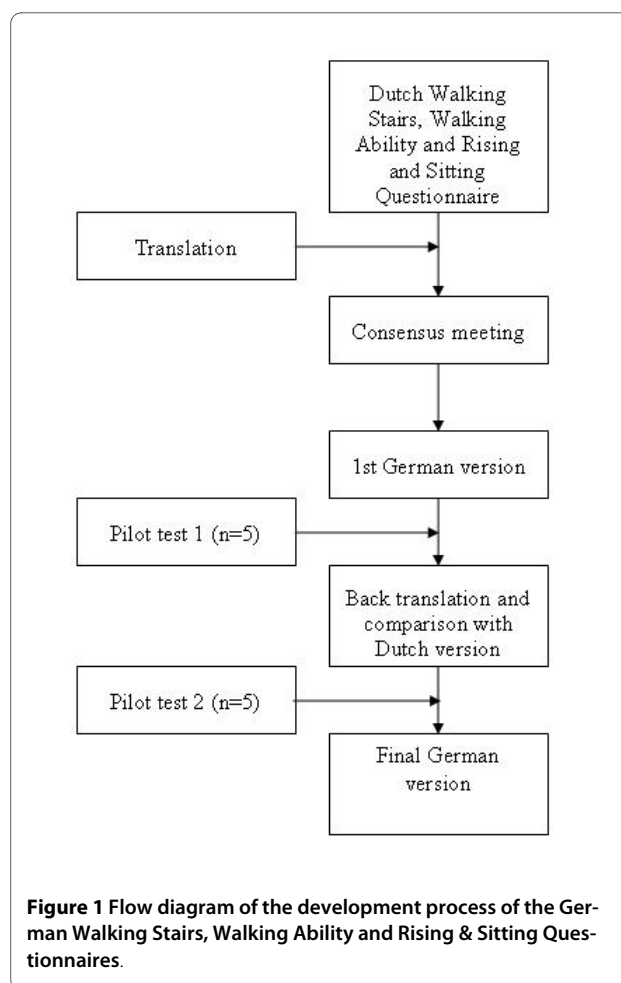 Dutch Walking
Stairs, Walking
Ability and Rising
and Sitting
Questionnaire
Translation
Consensus meeting
1st German version
Pilot test 1 (n=5)
Back translation and
comparison with
Dutch version
Pilot test 2 (n=5)
Final German
version
Figure 1 Flow diagram of the development process of the Ger-
man Walking Stairs, Walking Ability and Rising & Sitting Ques-
tionnaires.